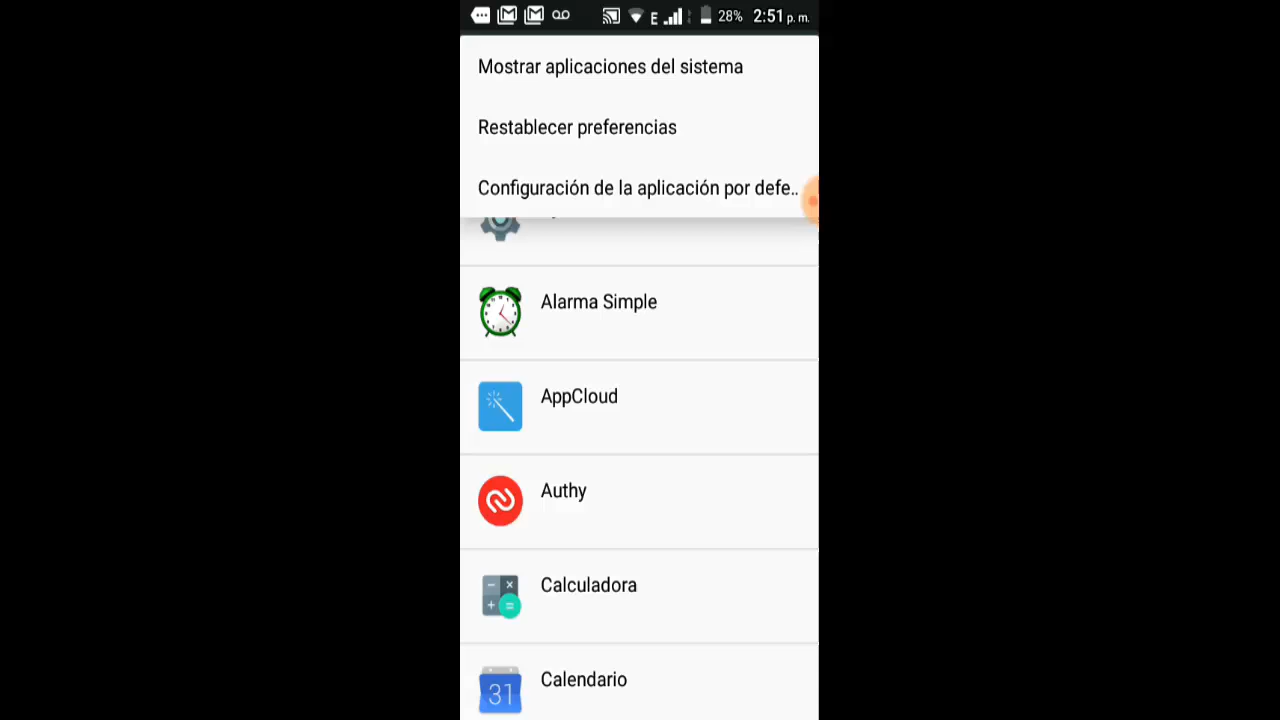 E 28% 2:51 p. m.
Mostrar aplicaciones del sistema
Restablecer preferencias
Configuración de la aplicación por defe..
Alarma Simple
AppCloud
Authy
Calculadora
Calendario
31